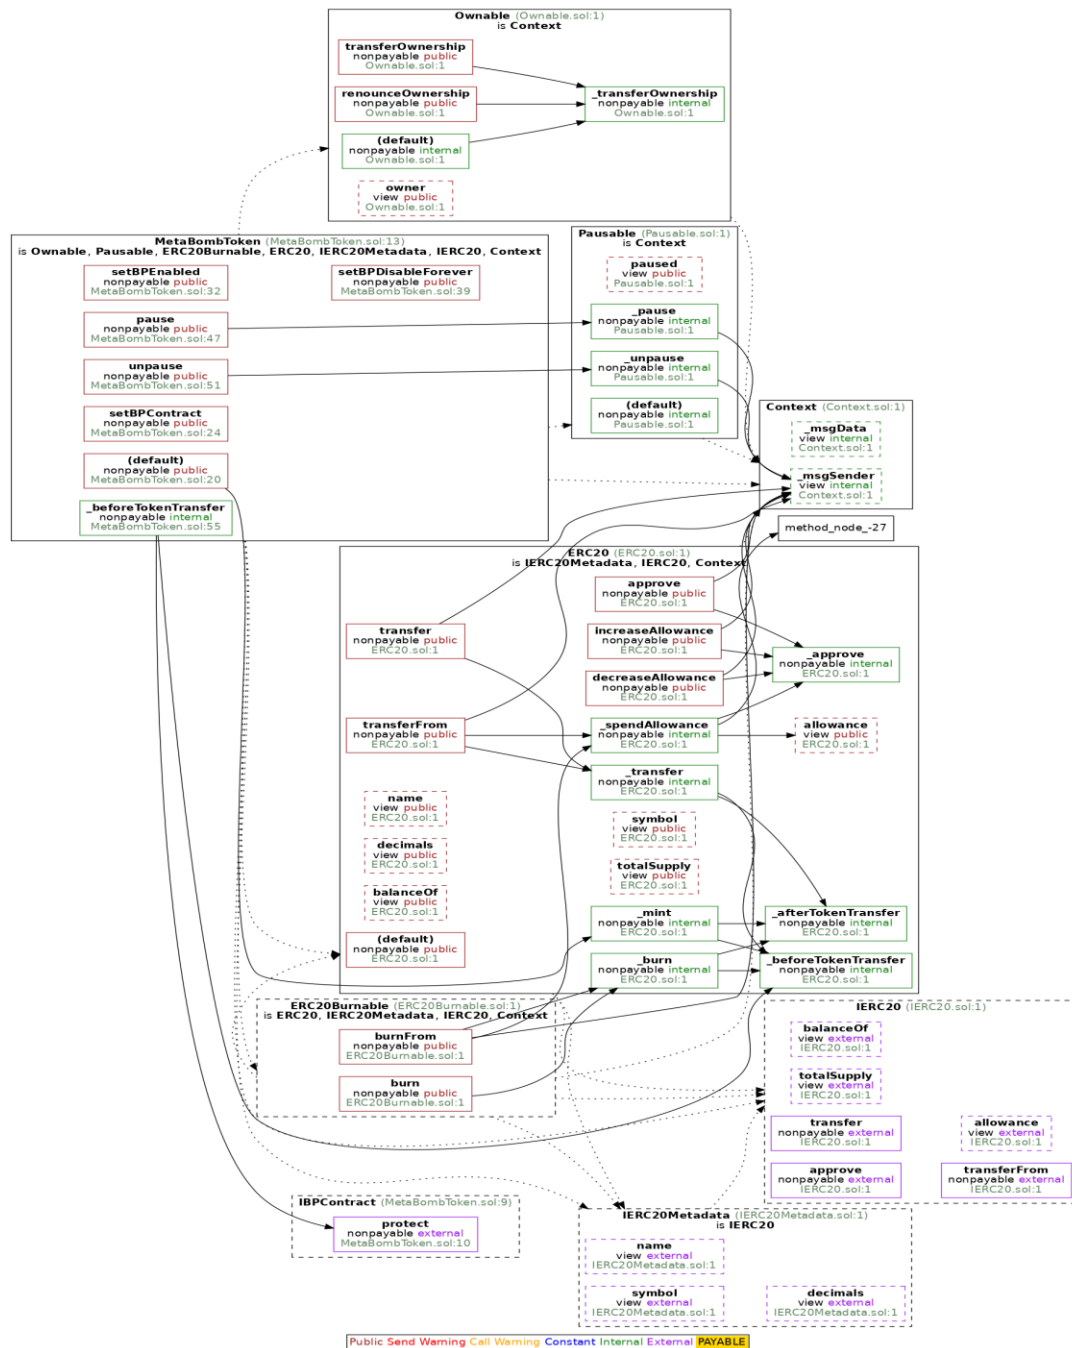 Ownable (Ownable.sol:1)
is Context
transferOwnership
nonpayable public
Ownable.sol:1
renounceOwnership
nonpayable public
Ownable.sol:1
_transferOwnership
nonpayable internal
Ownable.sol:1
(default)
nonpayable internal
Ownable.sol:1
owner
view public
Ownable.sol:1
MetaBombToken (MetaBombToken.sol:13)
is Ownable, Pausable, ERC20Burnable, ERC20, IERC20Metadata, IERC20, Context
setBPEnabled
nonpayable public
MetaBombToken.sol:32
setBPDisableForever
nonpayable public
MetaBombToken.sol:39
pause
nonpayable public
MetaBombToken.sol:47
unpause
nonpayable public
MetaBombToken.sol:51
setBPContract
nonpayable public
MetaBombToken.sol:24
(default)
nonpayable public
MetaBombToken.sol:20
_beforeTokenTransfer
nonpayable internal
MetaBombToken.sol:55
Pausable (Pausable.sol:1)
is Context
paused
view public
Pausable.sol:1
_pause
nonpayable internal
Pausable.sol:1
_unpause
nonpayable internal
Pausable.sol:1
(default)
nonpayable internal
Pausable.sol:1
Context (Context.sol:1)
_msgData
view internal
Context.sol:1
_msgSender
view internal
Context.sol:1
method_node_-27
ERC20 (ERC20.sol:1)
is IERC20Metadata, IERC20, Context
approve
nonpayable public
ERC20.sol:1
transfer
nonpayable public
ERC20.sol:1
increaseAllowance
nonpayable public
ERC20.sol:1
_approve
nonpayable internal
ERC20.sol:1
decreaseAllowance
nonpayable public
ERC20.sol:1
transferFrom
nonpayable public
ERC20.sol:1
_spendAllowance
nonpayable internal
ERC20.sol:1
allowance
view public
ERC20.sol:1
_transfer
nonpayable internal
ERC20.sol:1
name
view public
ERC20.sol:1
symbol
view public
ERC20.sol:1
decimals
view public
ERC20.sol:1
totalSupply
view public
ERC20.sol:1
balanceOf
view public
ERC20.sol:1
_mint
nonpayable internal
ERC20.sol:1
_afterTokenTransfer
nonpayable internal
ERC20.sol:1
(default)
nonpayable public
ERC20.sol:1
_burn
nonpayable internal
ERC20.sol:1
_beforeTokenTransfer
nonpayable internal
ERC20.sol:1
ERC20Burnable (ERC20Burnable.sol:1)
is ERC20, IERC20Metadata, IERC20, Context
burnFrom
nonpayable public
ERC20Burnable.sol:1
burn
nonpayable public
ERC20Burnable.sol:1
IERC20 (IERC20.sol:1)
balanceOf
view external
IERC20.sol:1
totalSupply
view external
IERC20.sol:1
transfer
nonpayable external
IERC20.sol:1
allowance
view external
IERC20.sol:1
approve
nonpayable external
IERC20.sol:1
transferFrom
nonpayable external
IERC20.sol:1
IBPContract (MetaBombToken.sol:9)
protect
nonpayable external
MetaBombToken.sol:10
IERC20Metadata (IERC20Metadata.sol:1)
is IERC20
name
view external
IERC20Metadata.sol:1
symbol
view external
IERC20Metadata.sol:1
decimals
view external
IERC20Metadata.sol:1
Public Send Warning Call Warning Constant Internal External PAYABLE